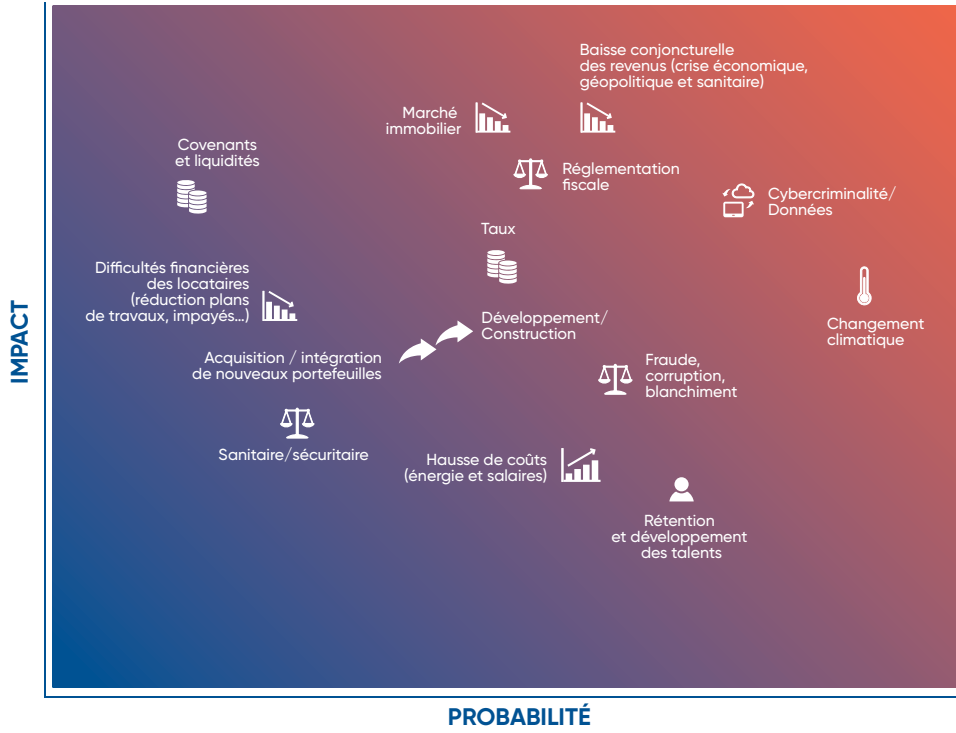 IMPACT
Baisse conjoncturelle
des revenus (crise économique,
géopolitique et sanitaire)
Marché
immobilier
Covenants
et liquidités
Réglementation
fiscale
Cybercriminalité/
Données
Taux
Difficultés financières
des locataires
(réduction plans
de travaux, impayés...)
Développement/
Construction
Changement
climatique
Acquisition / intégration
de nouveaux portefeuilles
Fraude,
corruption,
blanchiment
Sanitaire/sécuritaire
Hausse de coûts
(énergie et salaires)
Rétention
et développement
des talents
PROBABILITÉ